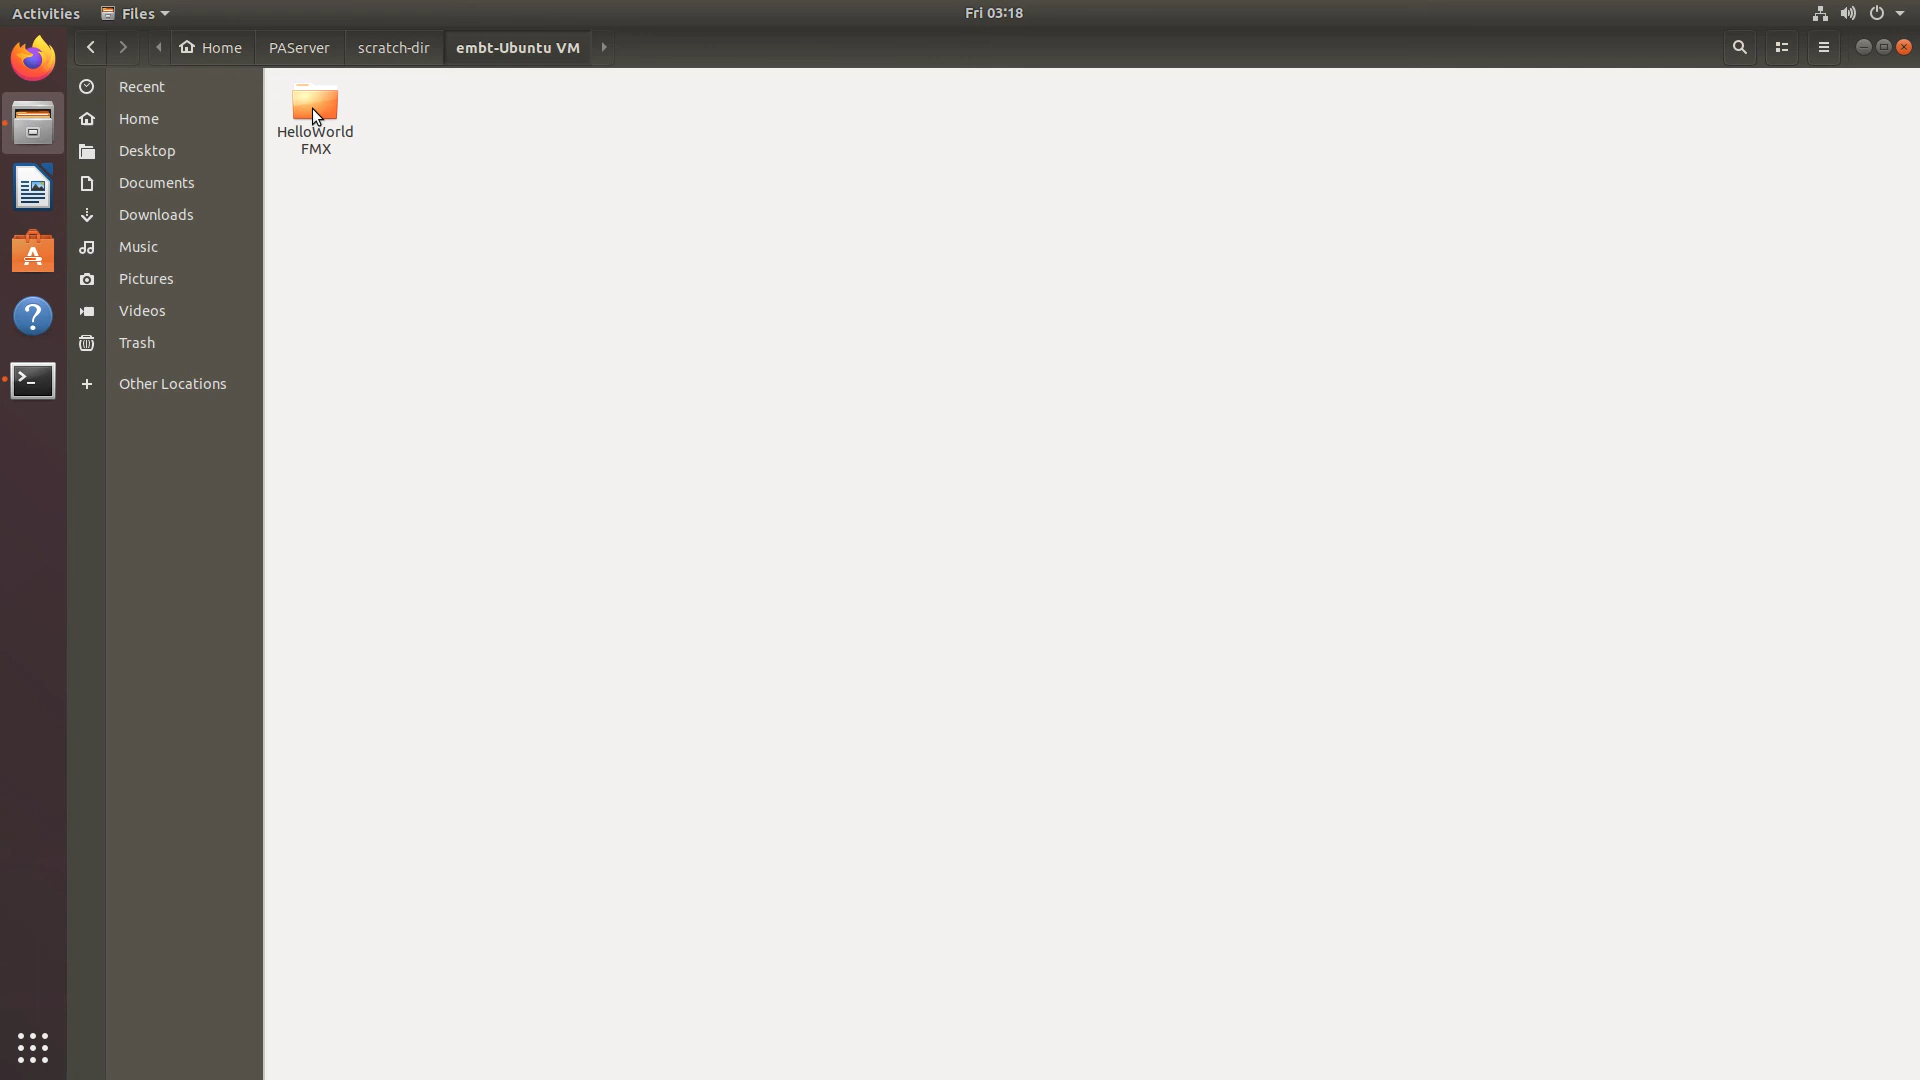 Activities
Files
Fri 03:18
Home
PAServer
scratch-dir
embt-Ubuntu VM
Recent
Home
Desktop
Documents
Downloads
Music
Pictures
Videos
Trash
Other Locations
HelloWorld
FMX